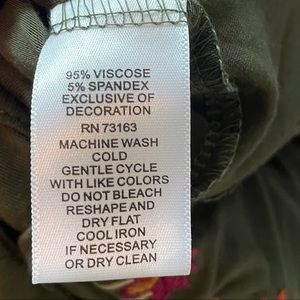 95% VISCOSE
5% SPANDEX
EXCLUSIVE OF
DECORATION
RN 73163
MACHINE WASH
COLD
GENTLE CYCLE
WITH LIKE COLORS
DO NOT BLEACH
RESHAPE AND
DRY FLAT
COOL IRON
IF NECESSARY
OR DRY CLEAN